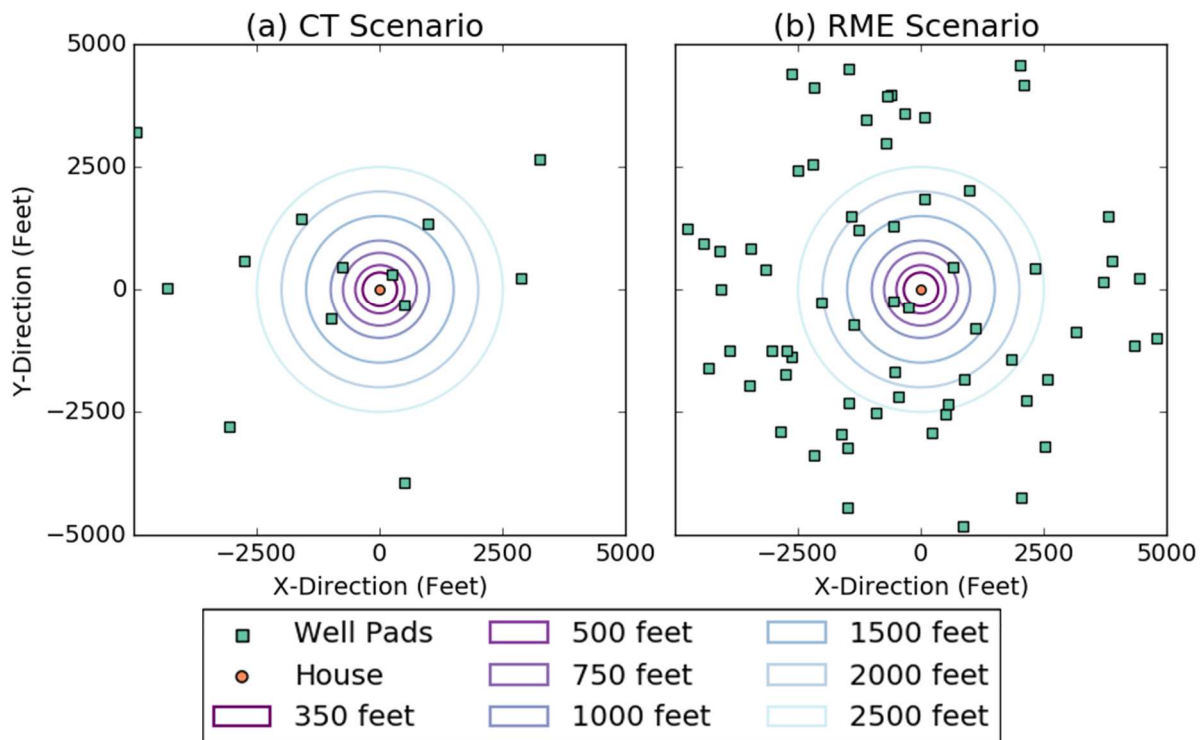 (a) CT Scenario
(b) RME Scenario
5000
2500
0
−2500
−5000
Y-Direction (Feet)
−2500 0 2500 5000
−2500 0 2500 5000
X-Direction (Feet)
X-Direction (Feet)
Well Pads
House
350 feet
500 feet
750 feet
1000 feet
1500 feet
2000 feet
2500 feet